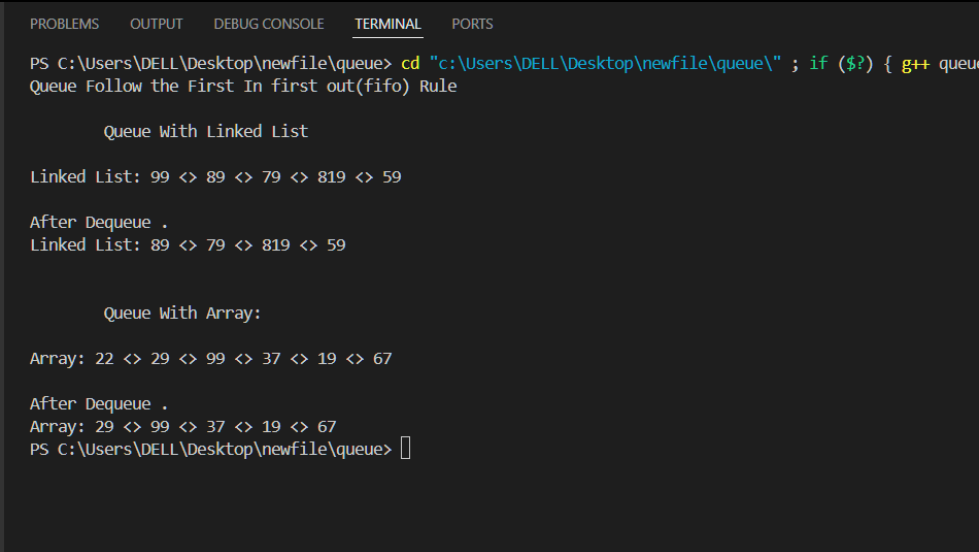 PROBLEMS OUTPUT DEBUG CONSOLE TERMINAL PORTS
PS C:\Users\DELL\Desktop\newfile\queue> cd "c:\Users\DELL\Desktop\newfile\queue\" ; if ($?) { g++ queue
Queue Follow the First In first out(fifo) Rule
Queue With Linked List
Linked List: 99 <> 89 <> 79 <> 819 <> 59
After Dequeue .
Linked List: 89 <> 79 <> 819 <> 59
Queue With Array:
Array: 22 <> 29 <> 99 <> 37 <> 19 <> 67
After Dequeue .
Array: 29 <> 99 <> 37 <> 19 <> 67
PS C:\Users\DELL\Desktop\newfile\queue>